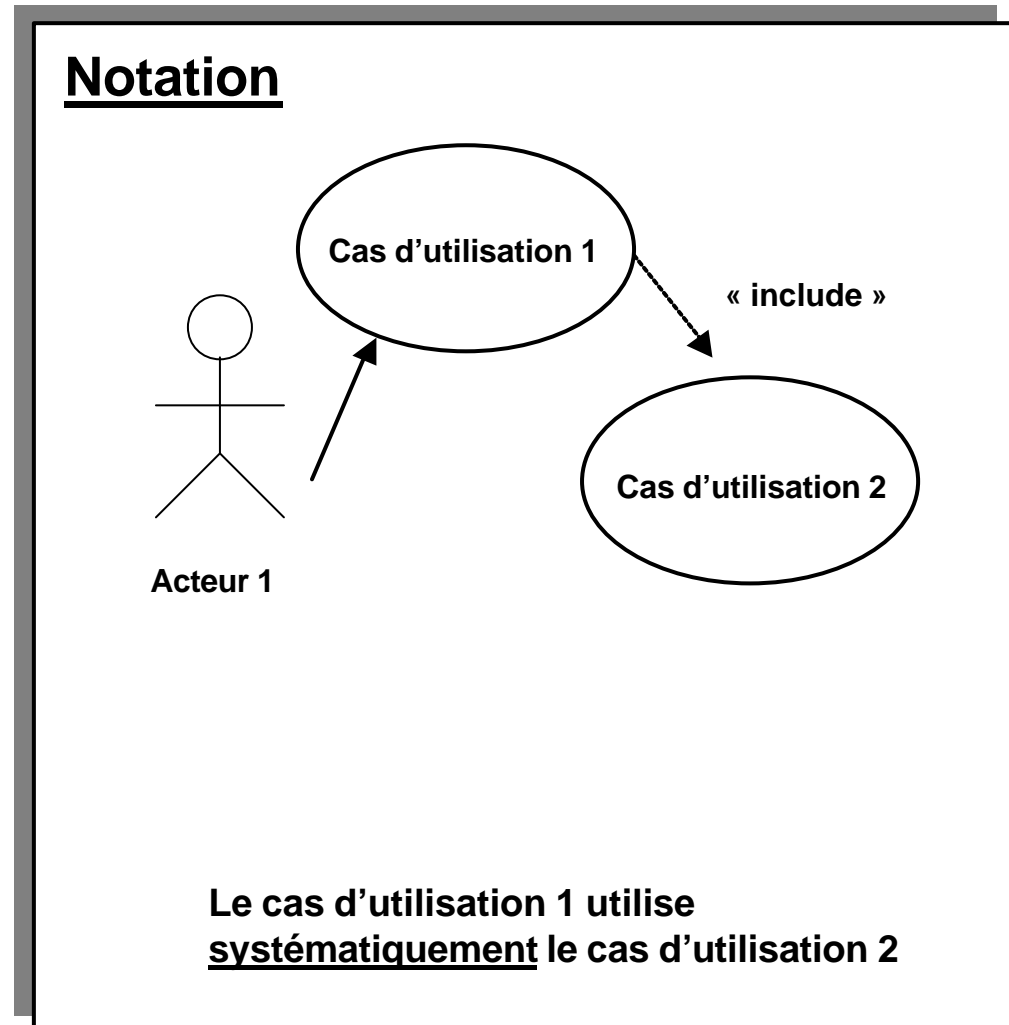 Notation
Cas d’utilisation 1
« include »
Cas d’utilisation 2
Acteur 1
Le cas d’utilisation 1 utilise
systématiquement le cas d’utilisation 2